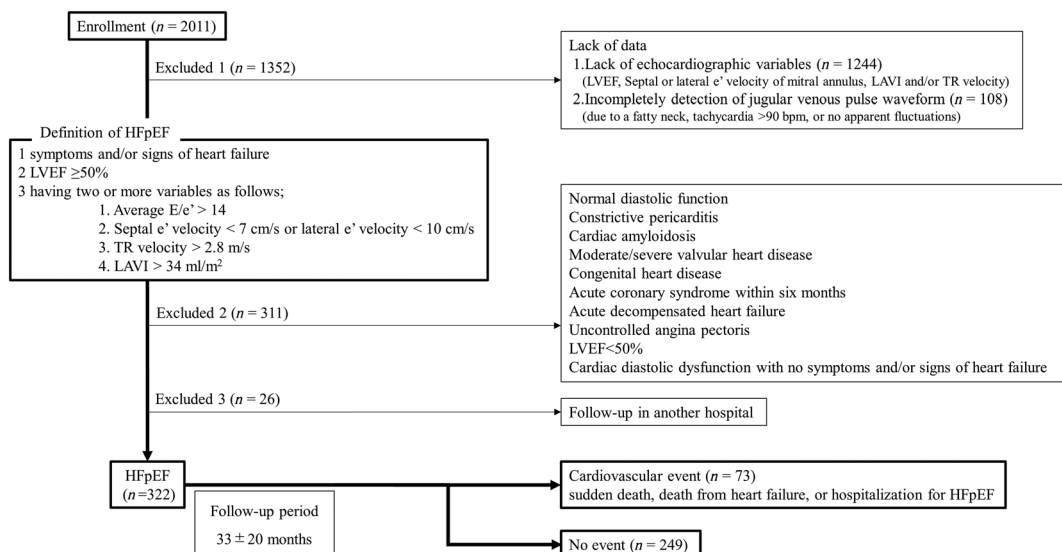 Enrollment (n = 2011)
Excluded 1 (n = 1352)
Lack of data
1.Lack of echocardiographic variables (n = 1244)
(LVEF, Septal or lateral e' velocity of mitral annulus, LAVI and/or TR velocity)
2.Incompletely detection of jugular venous pulse waveform (n = 108)
(due to a fatty neck, tachycardia >90 bpm, or no apparent fluctuations)
Definition of HFpEF
1 symptoms and/or signs of heart failure
2 LVEF ≥50%
3 having two or more variables as follows;
1. Average E/e' > 14
2. Septal e' velocity < 7 cm/s or lateral e' velocity < 10 cm/s
3. TR velocity > 2.8 m/s
4. LAVI > 34 ml/m²
Excluded 2 (n = 311)
Normal diastolic function
Constrictive pericarditis
Cardiac amyloidosis
Moderate/severe valvular heart disease
Congenital heart disease
Acute coronary syndrome within six months
Acute decompensated heart failure
Uncontrolled angina pectoris
LVEF<50%
Cardiac diastolic dysfunction with no symptoms and/or signs of heart failure
Excluded 3 (n = 26)
Follow-up in another hospital
HFpEF
(n=322)
Cardiovascular event (n = 73)
sudden death, death from heart failure, or hospitalization for HFpEF
Follow-up period
33 ± 20 months
No event (n = 249)